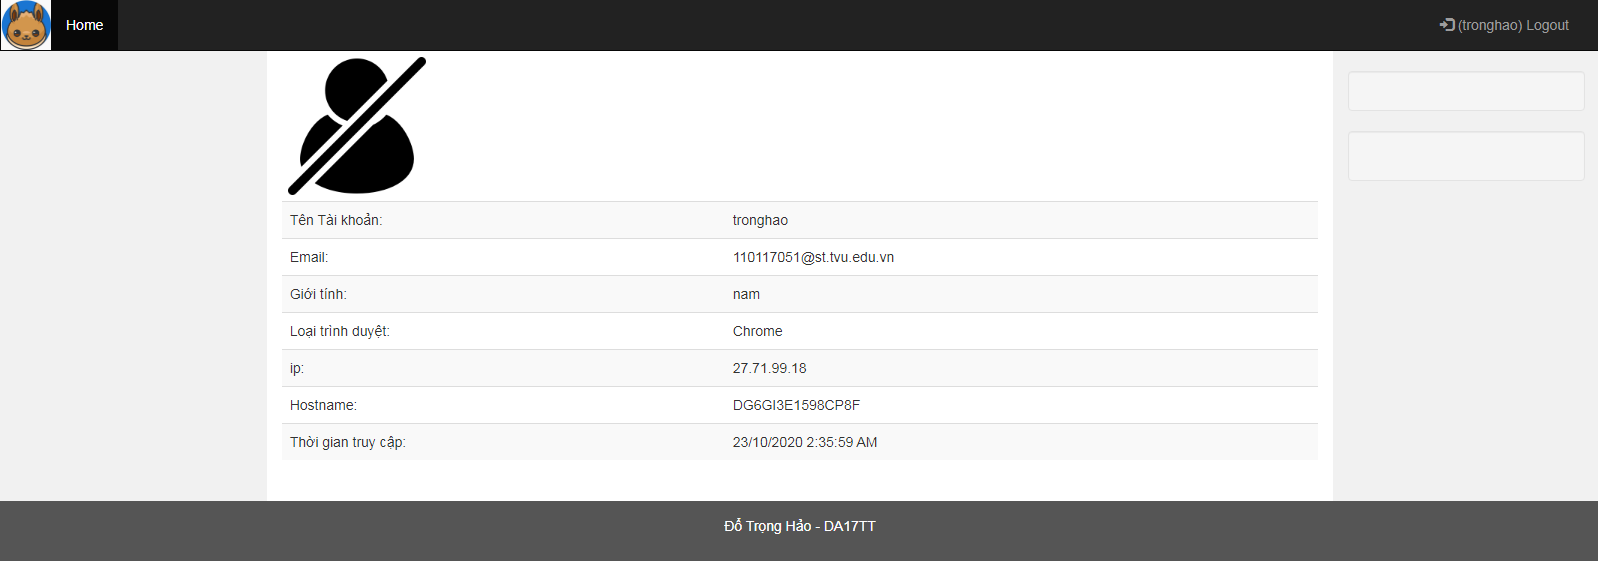 Home
(tronghao) Logout
Tên Tài khoản: tronghao
Email: 110117051@st.tvu.edu.vn
Giới tính: nam
Loại trình duyệt: Chrome
ip: 27.71.99.18
Hostname: DG6GI3E1598CP8F
Thời gian truy cập: 23/10/2020 2:35:59 AM
Đỗ Trọng Hảo - DA17TT